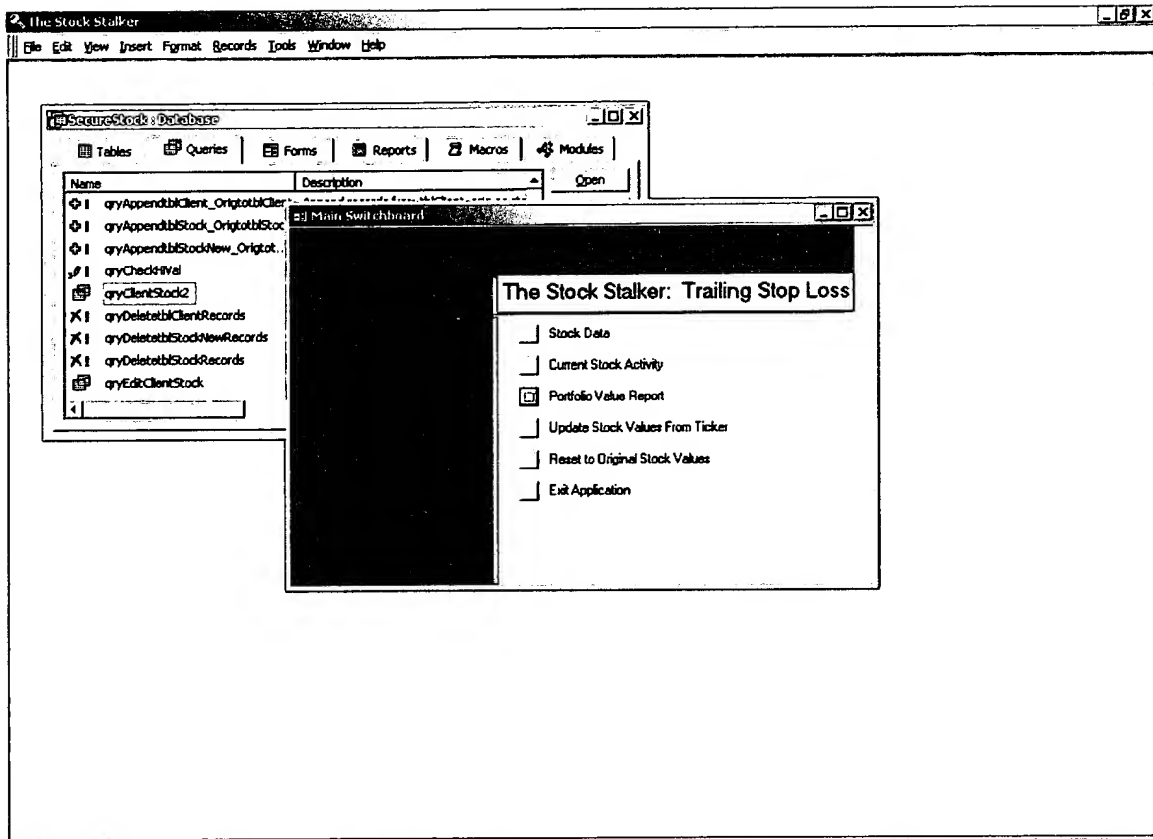 The Stock Stalker
File Edit View Insert Format Records Tools Window Help
SecureStock : Database
Tables Queries Forms Reports Macros Modules
Name Description Open
qryAppendtblClient_OrigtotblClient
qryAppendtblStock_OrigtotblStoc
qryAppendtblStockNew_Origtot...
qryCheckHiVal
qryClientStock2
qryDeletetblClientRecords
qryDeletetblStockNewRecords
qryDeletetblStockRecords
qryEditClientStock
Main Switchboard
The Stock Stalker: Trailing Stop Loss
Stock Data
Current Stock Activity
Portfolio Value Report
Update Stock Values From Ticker
Reset to Original Stock Values
Exit Application